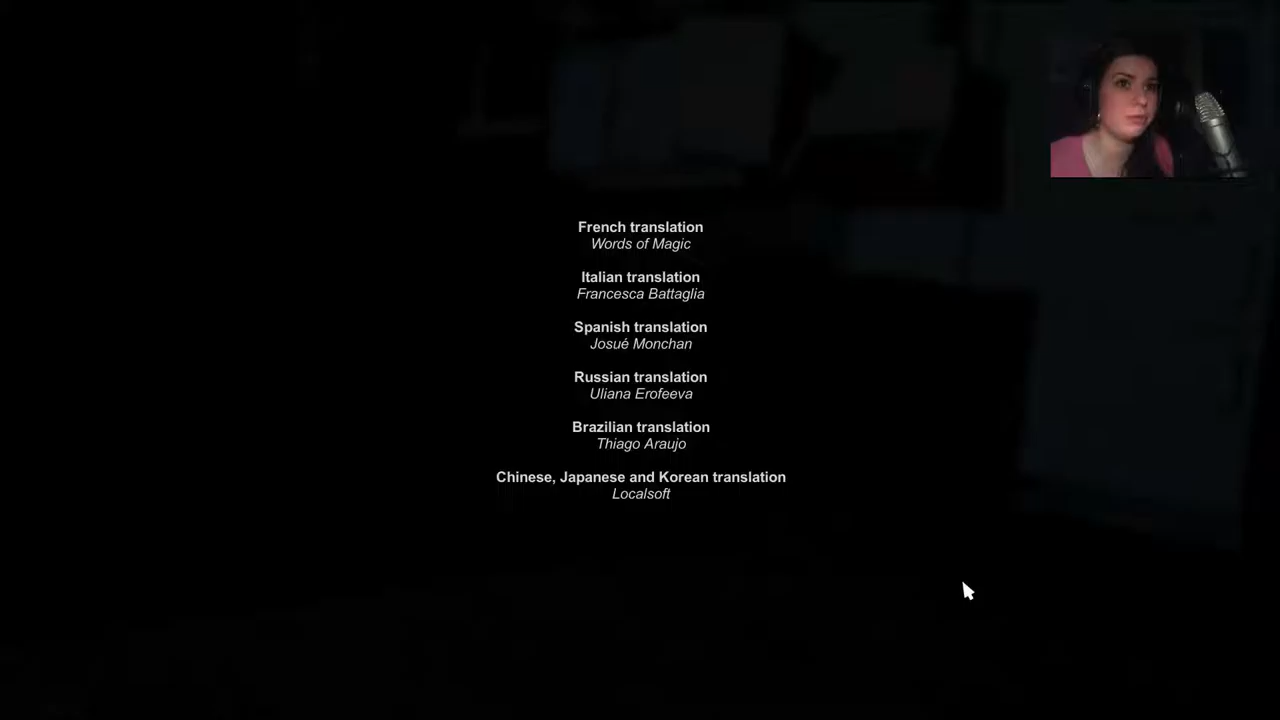 French translation
Words of Magic
Italian translation
Francesca Battaglia
Spanish translation
Josué Monchan
Russian translation
Uliana Erofeeva
Brazilian translation
Thiago Araujo
Chinese, Japanese and Korean translation
Localsoft